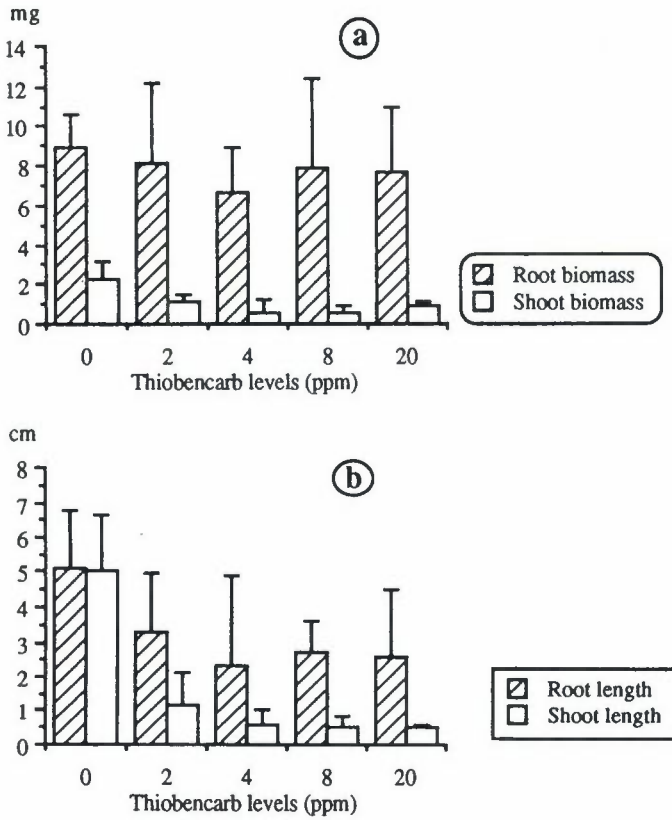 mg
a
14
12
10
8
6
4
2
0
Root biomass
Shoot biomass
0 2 4 8 20
Thiobencarb levels (ppm)
cm
b
8
7
6
5
4
3
2
1
0
Root length
Shoot length
0 2 4 8 20
Thiobencarb levels (ppm)